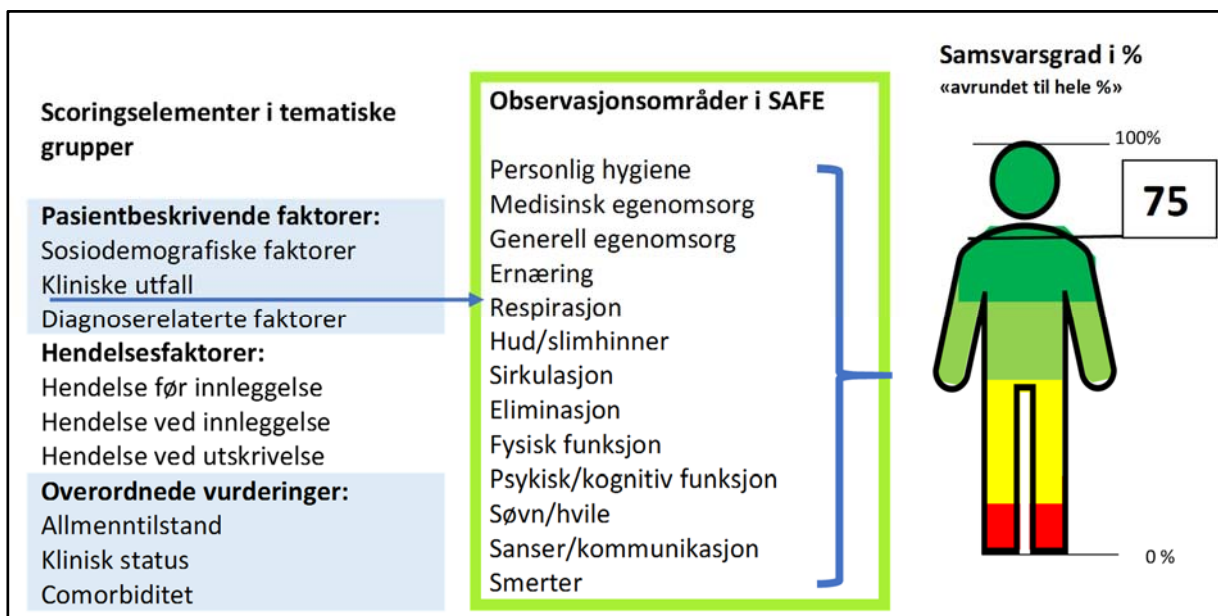 Scoringselementer i tematiske
grupper
Pasientbeskrivende faktorer:
Sosiodemografiske faktorer
Kliniske utfall
Diagnoserelaterte faktorer
Hendelsesfaktorer:
Hendelse før innleggelse
Hendelse ved innleggelse
Hendelse ved utskrivelse
Overordnede vurderinger:
Allmenntilstand
Klinisk status
Comorbiditet
Observasjonsområder i SAFE
Personlig hygiene
Medisinsk egenomsorg
Generell egenomsorg
Ernæring
Respirasjon
Hud/slimhinner
Sirkulasjon
Eliminasjon
Fysisk funksjon
Psykisk/kognitiv funksjon
Søvn/hvile
Sanser/kommunikasjon
Smerter
Samsvarsgrad i %
«avrundet til hele %»
100%
75
0 %